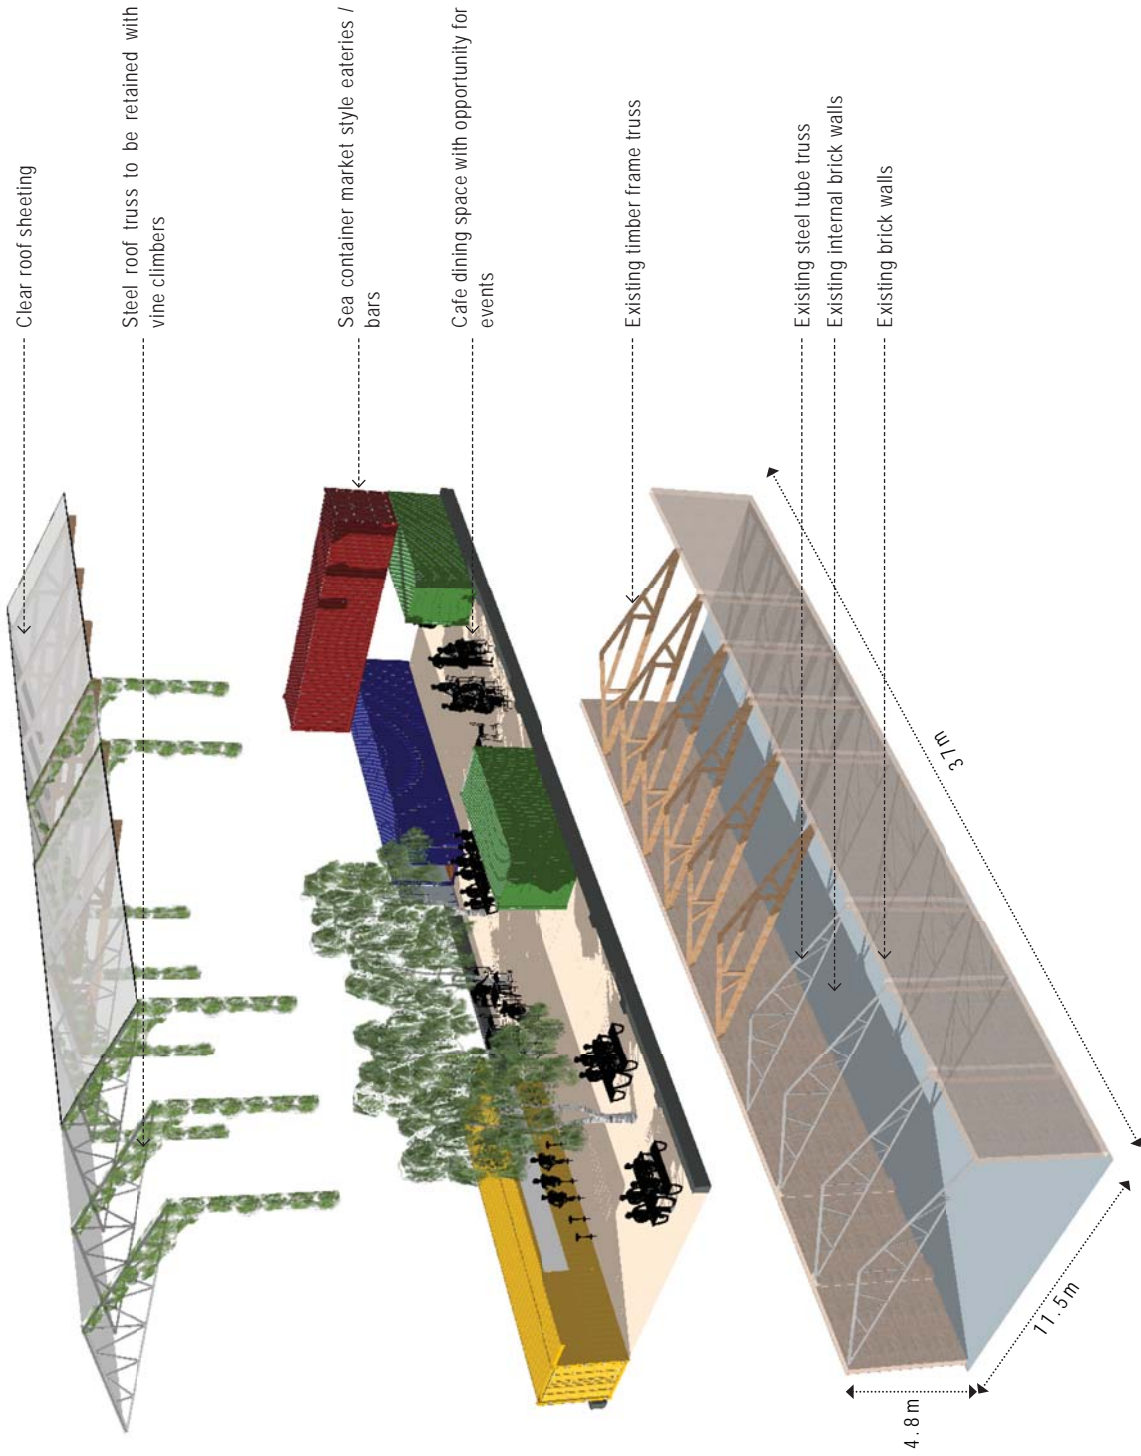 Clear roof sheeting
Steel roof truss to be retained with
vine climbers
Sea container market style eateries /
bars
Cafe dining space with opportunity for
events
Existing timber frame truss
Existing steel tube truss
Existing internal brick walls
Existing brick walls
37m
11.5m
4.8m